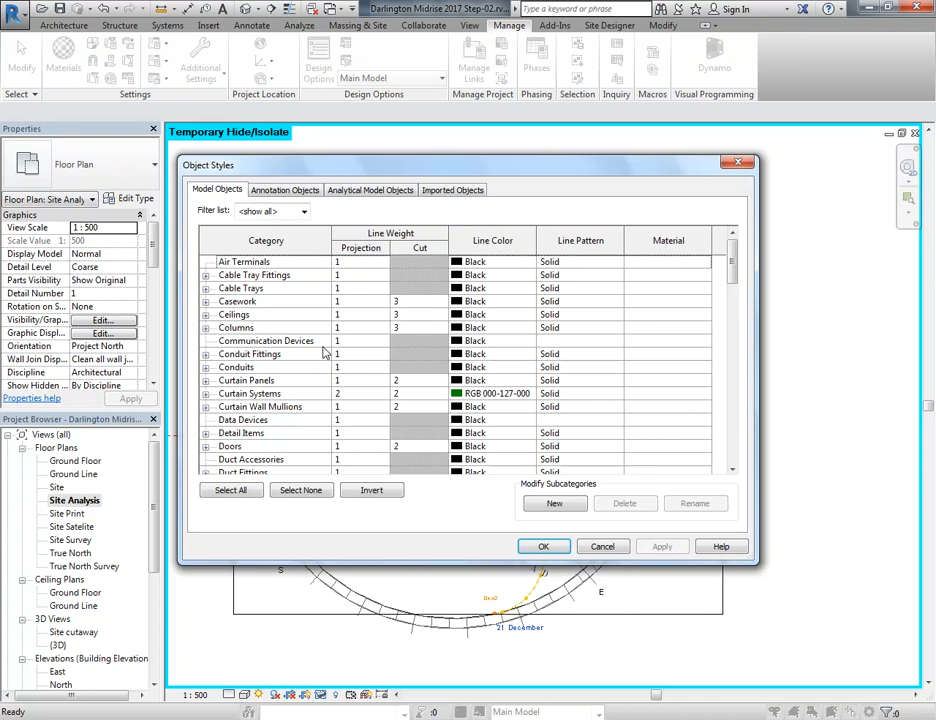 Darlington Midrise 2017 Step-02.rv...
Type a keyword or phrase
Sign In
Architecture Structure Systems Insert Annotate Analyze Massing & Site Collaborate View Manage Add-Ins Site Designer Modify
Modify Materials Additional Settings Design Options Main Model Manage Links Phases Dynamo
Select Settings Project Location Design Options Manage Project Phasing Selection Inquiry Macros Visual Programming
Properties
Floor Plan
Floor Plan: Site Analy Edit Type
Graphics
View Scale 1 : 500
Scale Value 1: 500
Display Model Normal
Detail Level Coarse
Parts Visibility Show Original
Detail Number 1
Rotation on S None
Visibility/Grap... Edit...
Graphic Displ... Edit...
Orientation Project North
Wall Join Disp... Clean all wall j...
Discipline Architectural
Show Hidden By Discipline
Properties help Apply
Project Browser - Darlington Midris...
Views (all)
Floor Plans
Ground Floor
Ground Line
Site
Site Analysis
Site Print
Site Satelite
Site Survey
True North
True North Survey
Ceiling Plans
Ground Floor
Ground Line
3D Views
Site cutaway
{3D}
Elevations (Building Elevation
East
North
Temporary Hide/Isolate
Object Styles
Model Objects Annotation Objects Analytical Model Objects Imported Objects
Filter list: <show all>
Category Line Weight Line Color Line Pattern Material
Projection Cut
Air Terminals 1 Black Solid
Cable Tray Fittings 1 Black Solid
Cable Trays 1 Black Solid
Casework 1 3 Black Solid
Ceilings 1 3 Black Solid
Columns 1 3 Black Solid
Communication Devices 1 Black
Conduit Fittings 1 Black Solid
Conduits 1 Black Solid
Curtain Panels 1 2 Black Solid
Curtain Systems 2 2 RGB 000-127-000 Solid
Curtain Wall Mullions 1 2 Black Solid
Data Devices 1 Black
Detail Items 1 Black Solid
Doors 1 2 Black Solid
Duct Accessories 1 Black Solid
Duct Fittings 1 Black Solid
Select All Select None Invert
Modify Subcategories
New Delete Rename
OK Cancel Apply Help
S
E
21 December
1 : 500
Ready
:0
Main Model
:0